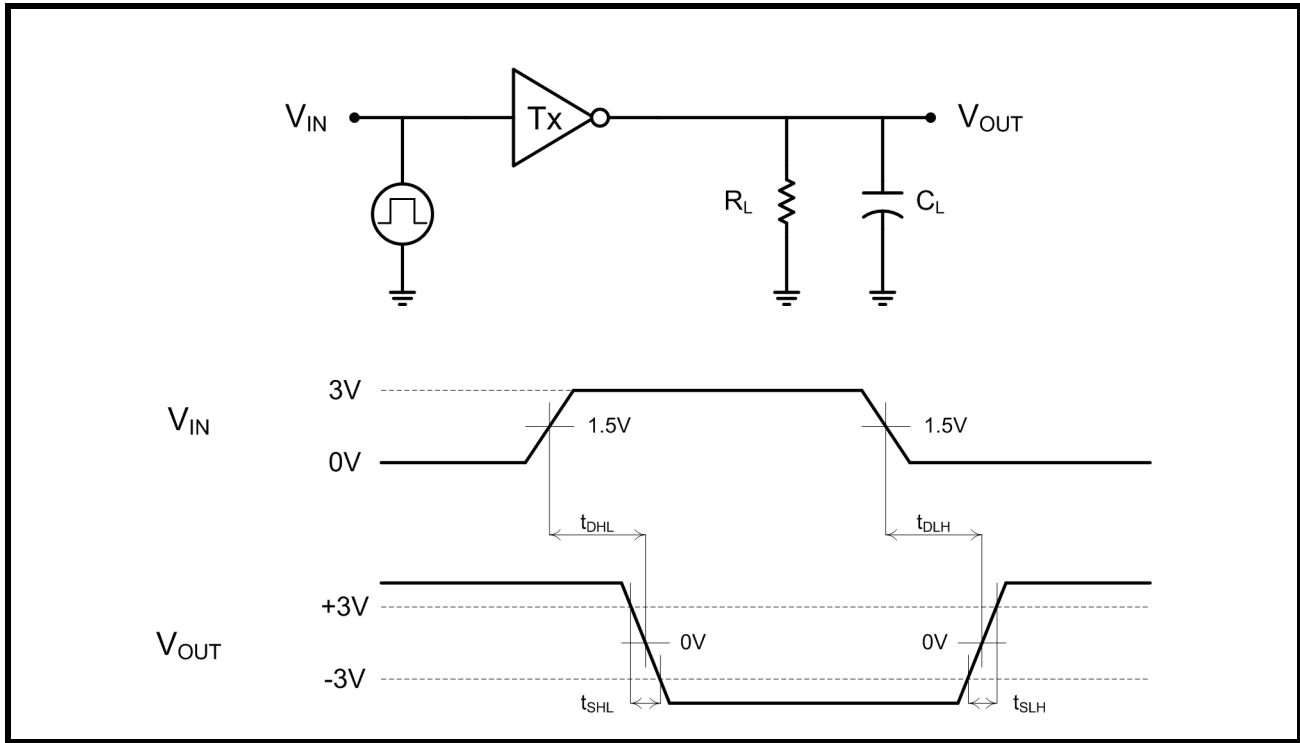 V_IN
Tx
V_OUT
R_L
C_L
3V
V_IN
1.5V
1.5V
0V
t_DHL
t_DLH
+3V
V_OUT
0V
0V
-3V
t_SHL
t_SLH